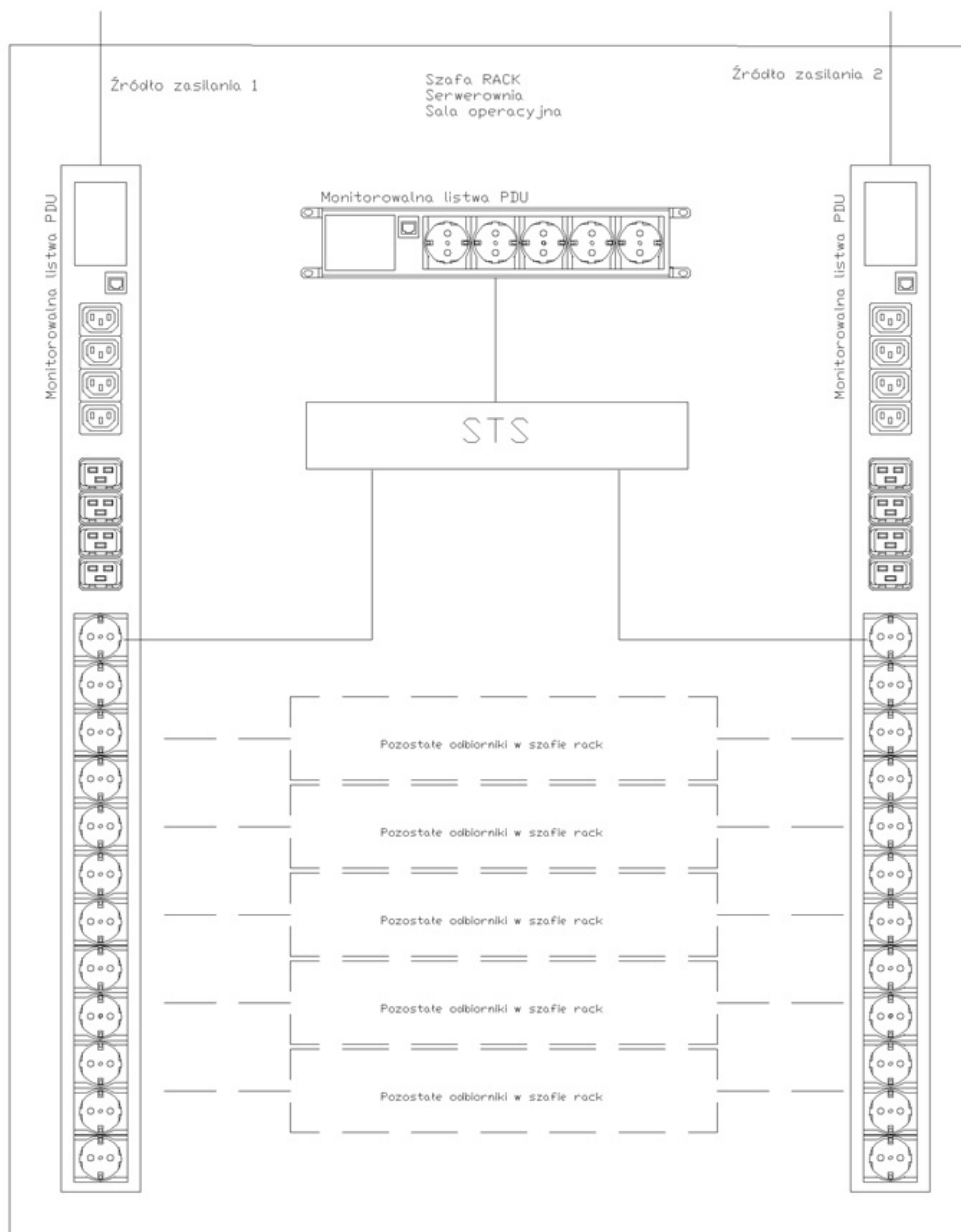 Źródło zasilania 1
Szafa RACK
Serwerownia
Sala operacyjna
Źródło zasilania 2
Monitorowalna listwa PDU
Monitorowalna listwa PDU
Monitorowalna listwa PDU
STS
Pozostałe odbiorniki w szafie rack
Pozostałe odbiorniki w szafie rack
Pozostałe odbiorniki w szafie rack
Pozostałe odbiorniki w szafie rack
Pozostałe odbiorniki w szafie rack